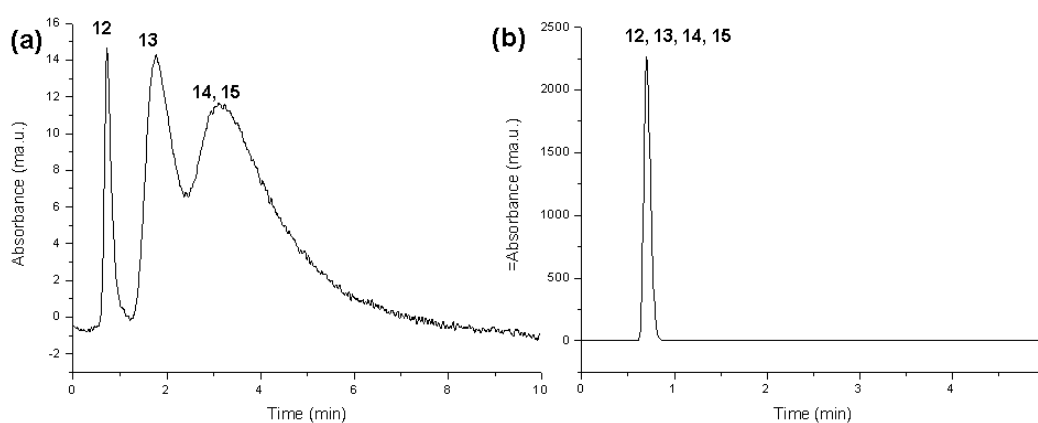 (a)
12
13
14, 15
16
14
12
10
8
6
4
2
0
-2
Absorbance (ma.u.)
0 2 4 6 8 10
Time (min)
(b)
12, 13, 14, 15
2500
2000
1500
1000
500
0
=Absorbance (ma.u.)
0 1 2 3 4
Time (min)